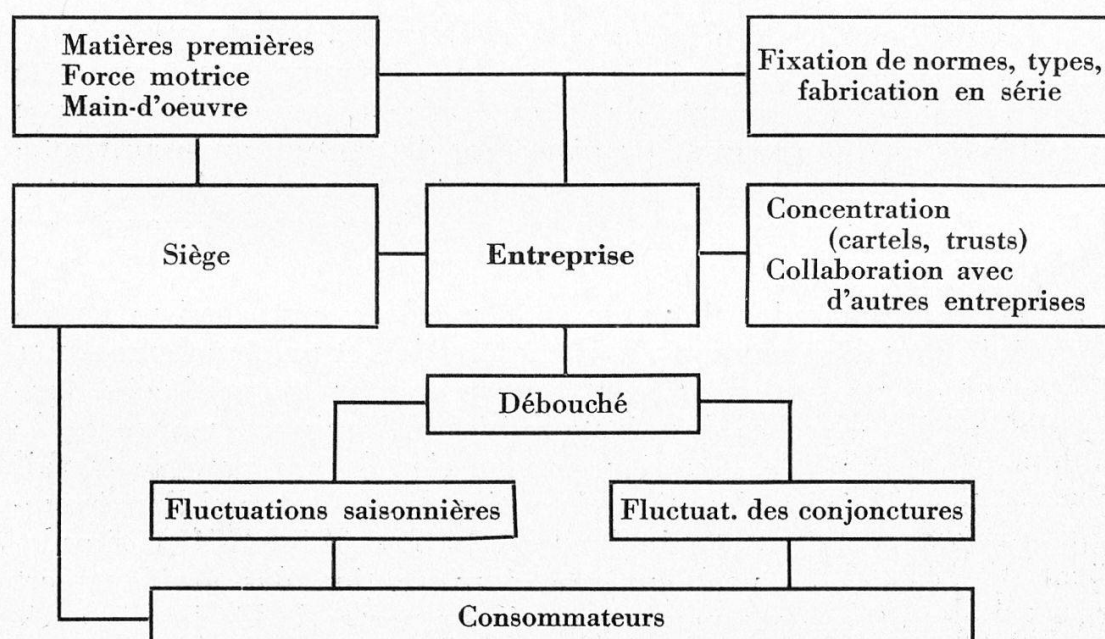 Matières premières
Force motrice
Main-d'oeuvre
Fixation de normes, types,
fabrication en série
Siège
Entreprise
Concentration
(cartels, trusts)
Collaboration avec
d'autres entreprises
Débouché
Fluctuations saisonnières
Fluctuat. des conjonctures
Consommateurs